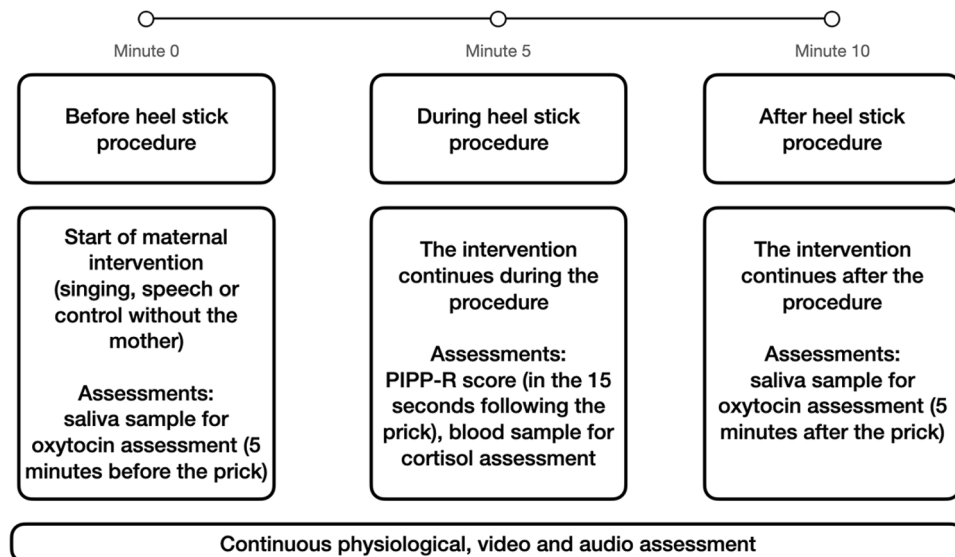 Minute 0
Minute 5
Minute 10
Before heel stick
procedure
During heel stick
procedure
After heel stick
procedure
Start of maternal
intervention
(singing, speech or
control without the
mother)
Assessments:
saliva sample for
oxytocin assessment (5
minutes before the prick)
The intervention
continues during the
procedure
Assessments:
PIPP-R score (in the 15
seconds following the
prick), blood sample for
cortisol assessment
The intervention
continues after the
procedure
Assessments:
saliva sample for
oxytocin assessment (5
minutes after the prick)
Continuous physiological, video and audio assessment